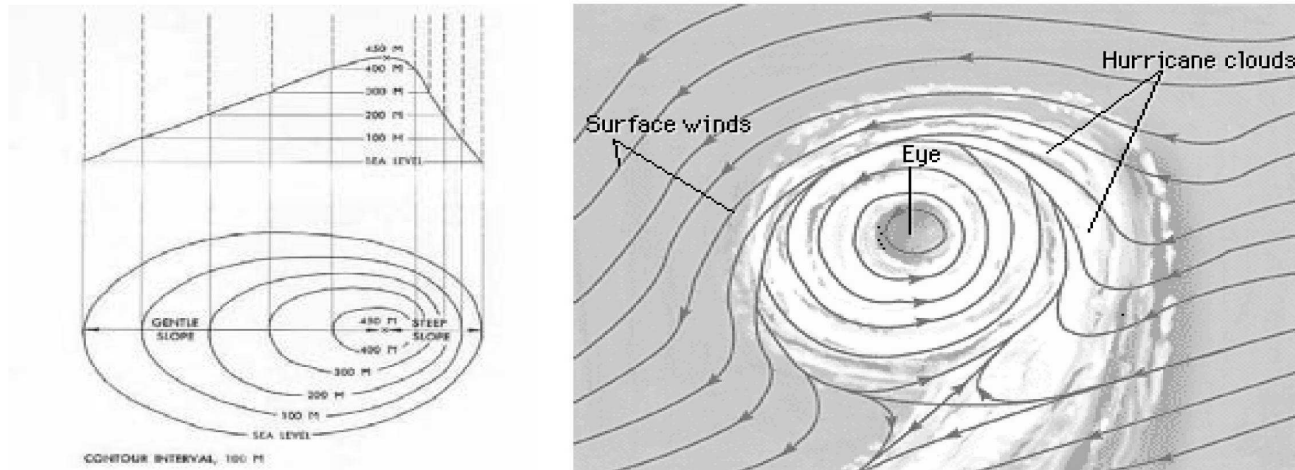 450 M
400 M
300 M
200 M
100 M
SEA LEVEL
GENTLE
SLOPE
450 M
STEEP
SLOPE
400 M
300 M
200 M
100 M
SEA LEVEL
CONTOUR INTERVAL, 100 M
Hurricane clouds
Surface winds
Eye